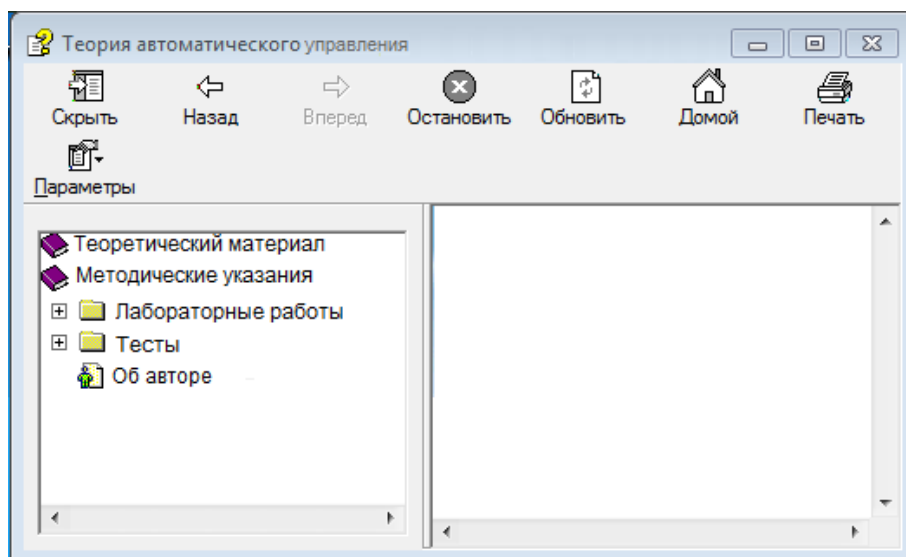 Теория автоматического управления
Скрыть Назад Вперед Остановить Обновить Домой Печать
Параметры
Теоретический материал
Методические указания
Лабораторные работы
Тесты
Об авторе